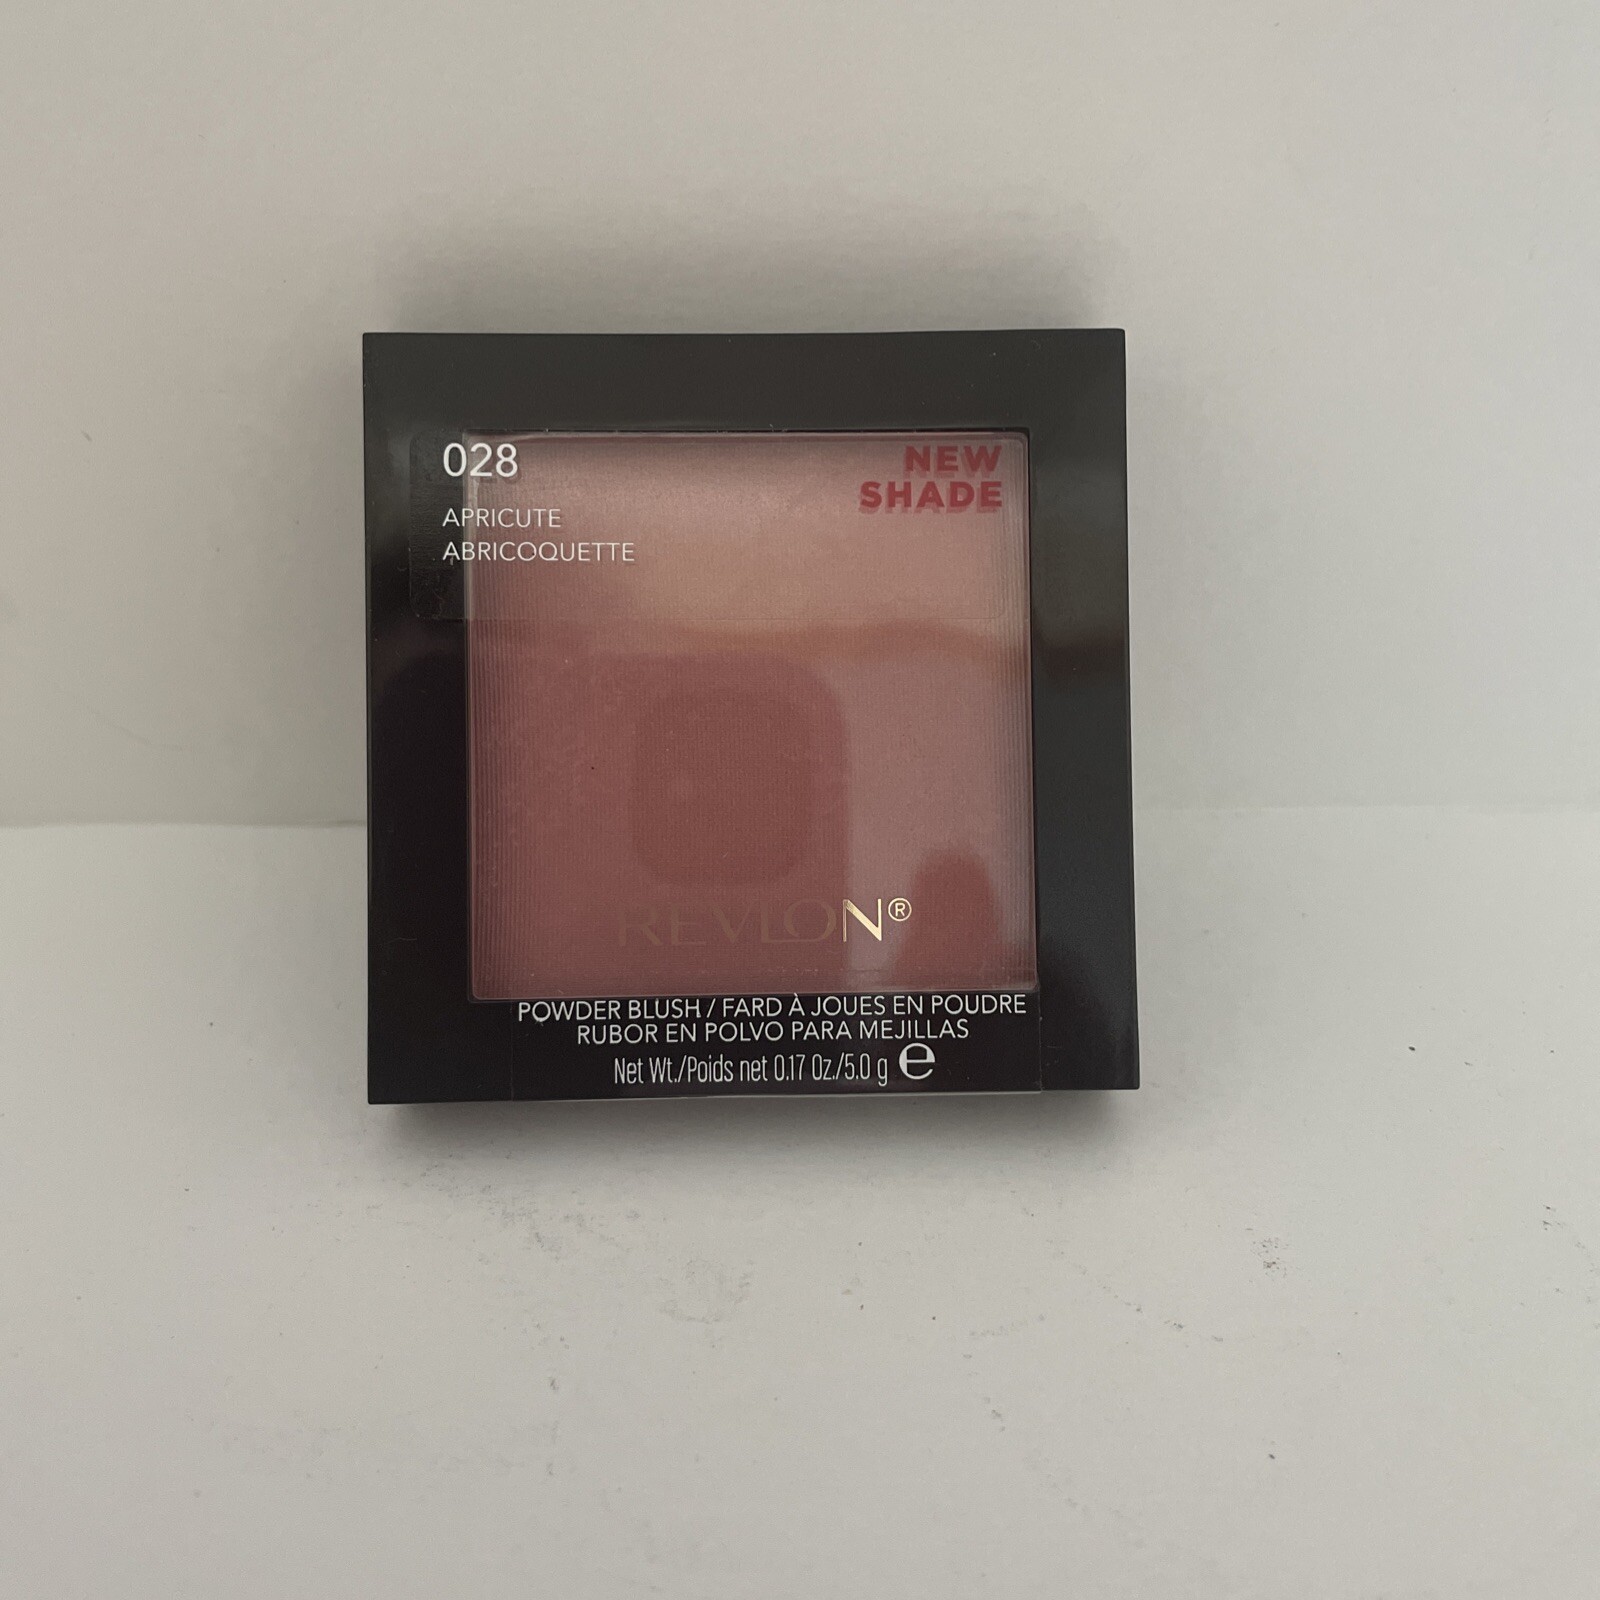 028
NEW
SHADE
APRICUTE
ABRICOQUETTE
REVLON®
POWDER BLUSH / FARD À JOUES EN POUDRE
RUBOR EN POLVO PARA MEJILLAS
Net Wt./Poids net 0.17 Oz./5.0 g ℮